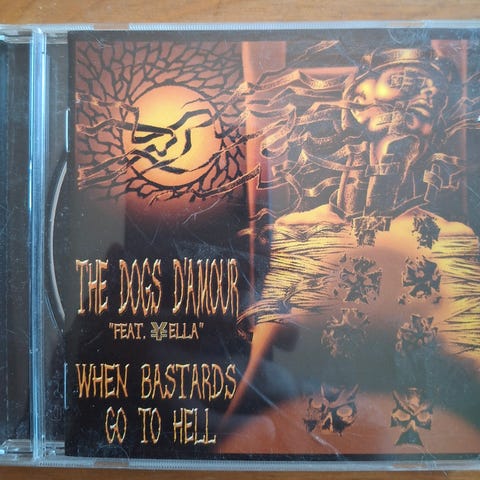 THE DOGS D'AMOUR
"FEAT. ¥ELLA"
WHEN BASTARDS
GO TO HELL